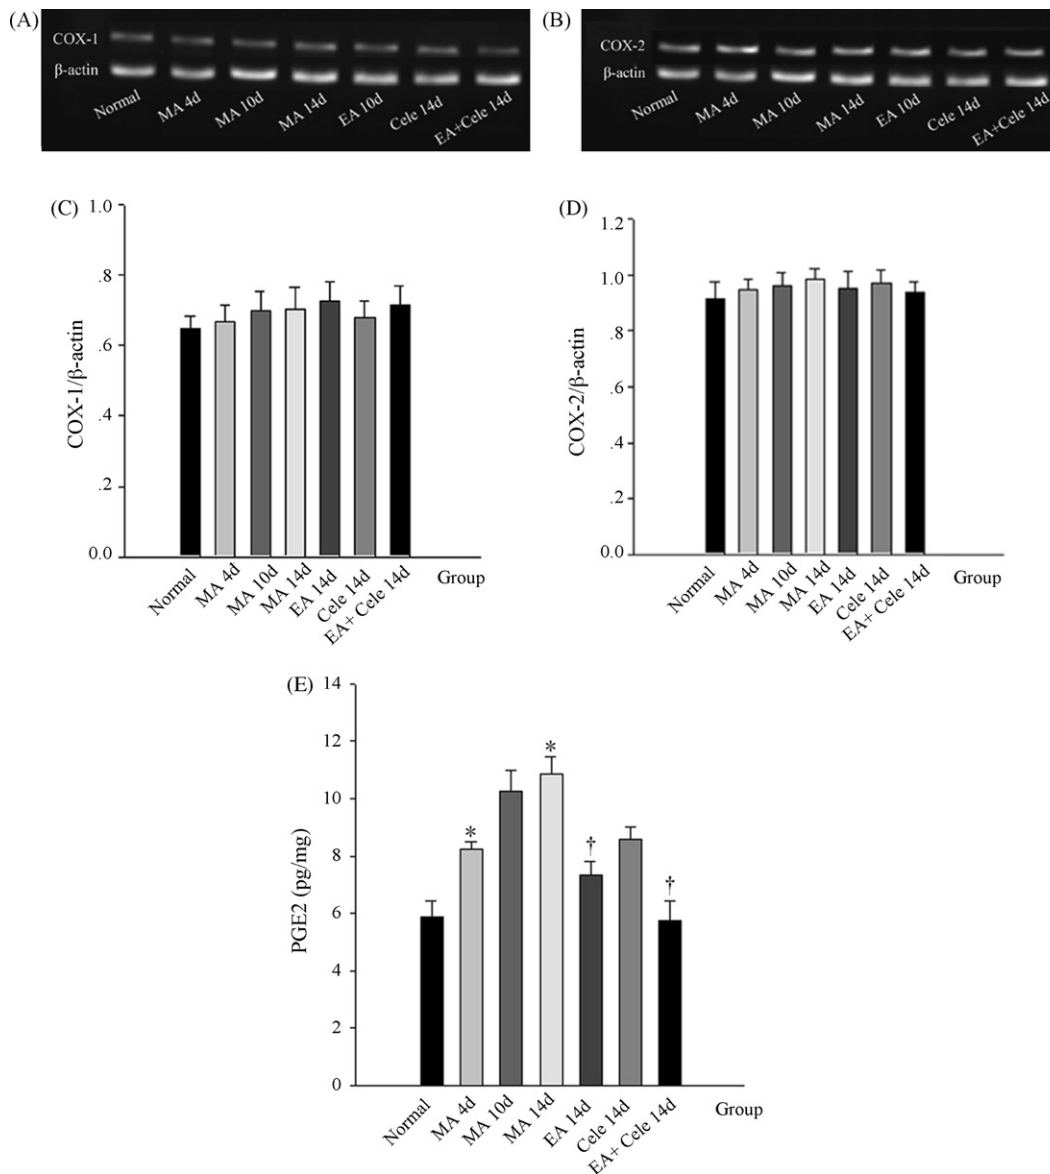 (A)
COX-1
β-actin
Normal
MA 4d
MA 10d
MA 14d
EA 10d
Cele 14d
EA+Cele 14d
(B)
COX-2
β-actin
Normal
MA 4d
MA 10d
MA 14d
EA 10d
Cele 14d
EA+Cele 14d
(C)
1.0
.8
.6
.4
.2
0.0
COX-1/β-actin
Normal
MA 4d
MA 10d
MA 14d
EA 14d
Cele 14d
EA+ Cele 14d
Group
(D)
1.2
1.0
.8
.6
.4
.2
0.0
COX-2/β-actin
Normal
MA 4d
MA 10d
MA 14d
EA 14d
Cele 14d
EA+ Cele 14d
Group
(E)
14
12
10
8
6
4
2
0
PGE2 (pg/mg)
*
*
†
†
Normal
MA 4d
MA 10d
MA 14d
EA 14d
Cele 14d
EA+ Cele 14d
Group